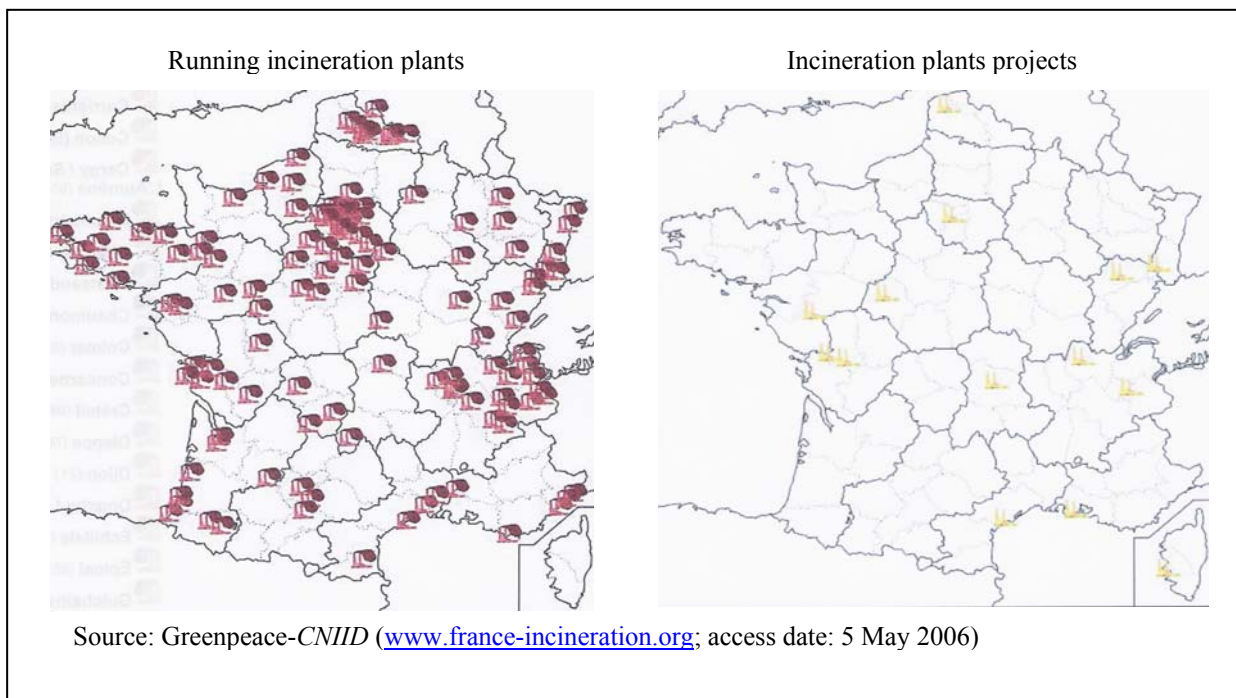 Running incineration plants
Incineration plants projects
Source: Greenpeace-CNIID (www.france-incineration.org; access date: 5 May 2006)